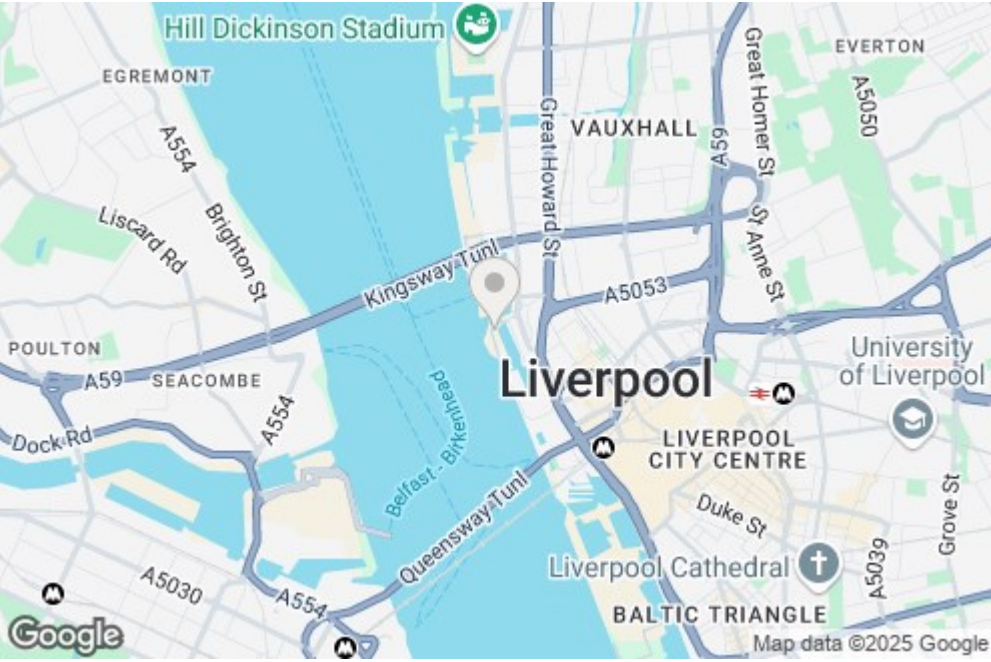 Hill Dickinson Stadium
EGREMONT
EVERTON
A554
Great Howard St
VAUXHALL
A59
Great Homer St
A5050
Liscard Rd
Brighton St
Kingsway Tunl
St Anne St
A5053
POULTON
A59
SEACOMBE
Liverpool
University
of Liverpool
A554
Dock Rd
Belfast - Birkenhead
LIVERPOOL
CITY CENTRE
Queensway Tunl
Duke St
Grove St
A5030
A554
Liverpool Cathedral
A5039
BALTIC TRIANGLE
Google
Map data ©2025 Google